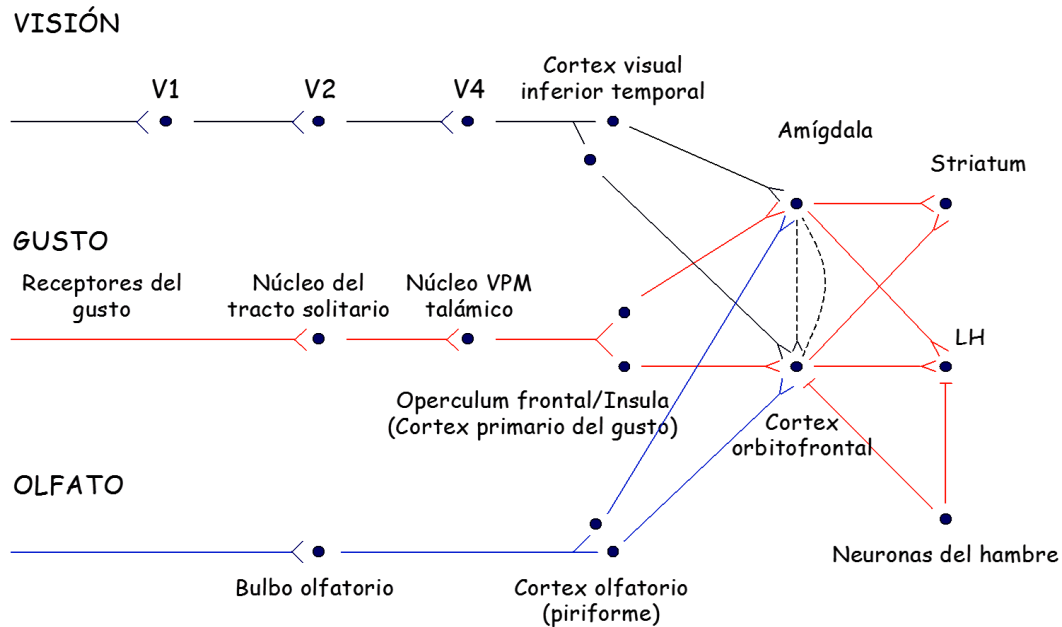 VISIÓN
V1
V2
V4
Cortex visual
inferior temporal
Amígdala
Striatum
GUSTO
Receptores del
gusto
Núcleo del
tracto solitario
Núcleo VPM
talámico
LH
Operculum frontal/Insula
(Cortex primario del gusto)
Cortex
orbitofrontal
OLFATO
Bulbo olfatorio
Cortex olfatorio
(piriforme)
Neuronas del hambre